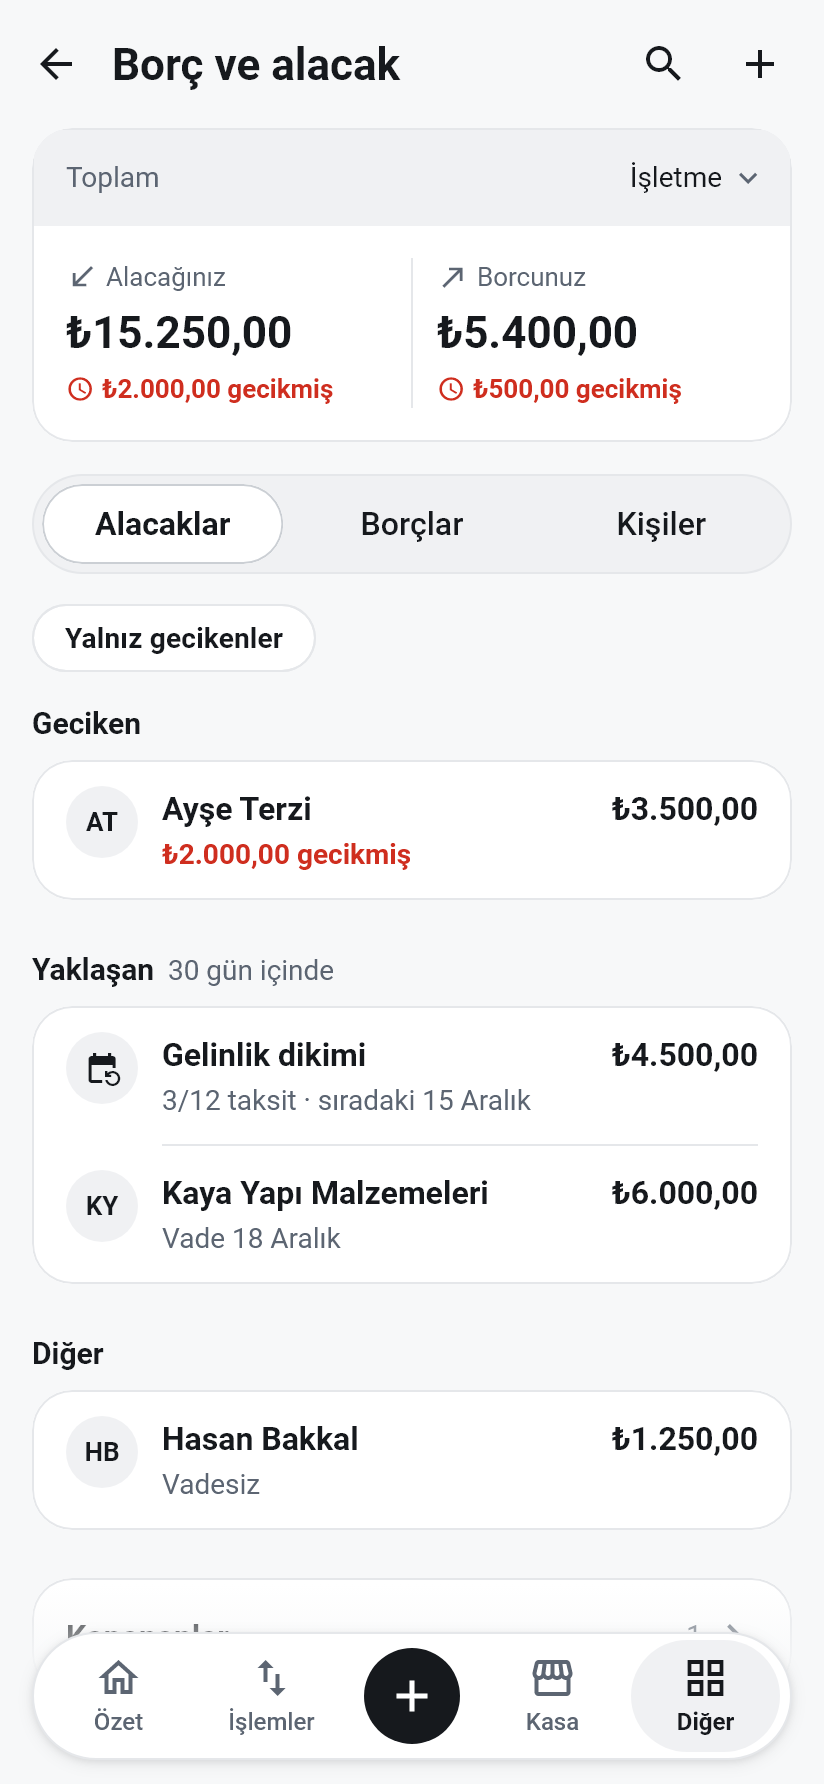 Borç ve alacak
Toplam
İşletme
Alacağınız
₺15.250,00
₺2.000,00 gecikmiş
Borcunuz
₺5.400,00
₺500,00 gecikmiş
Alacaklar
Borçlar
Kişiler
Yalnız gecikenler
Geciken
AT
Ayşe Terzi
₺3.500,00
₺2.000,00 gecikmiş
Yaklaşan 30 gün içinde
Gelinlik dikimi
₺4.500,00
3/12 taksit · sıradaki 15 Aralık
KY
Kaya Yapı Malzemeleri
₺6.000,00
Vade 18 Aralık
Diğer
HB
Hasan Bakkal
₺1.250,00
Vadesiz
Özet
İşlemler
Kasa
Diğer